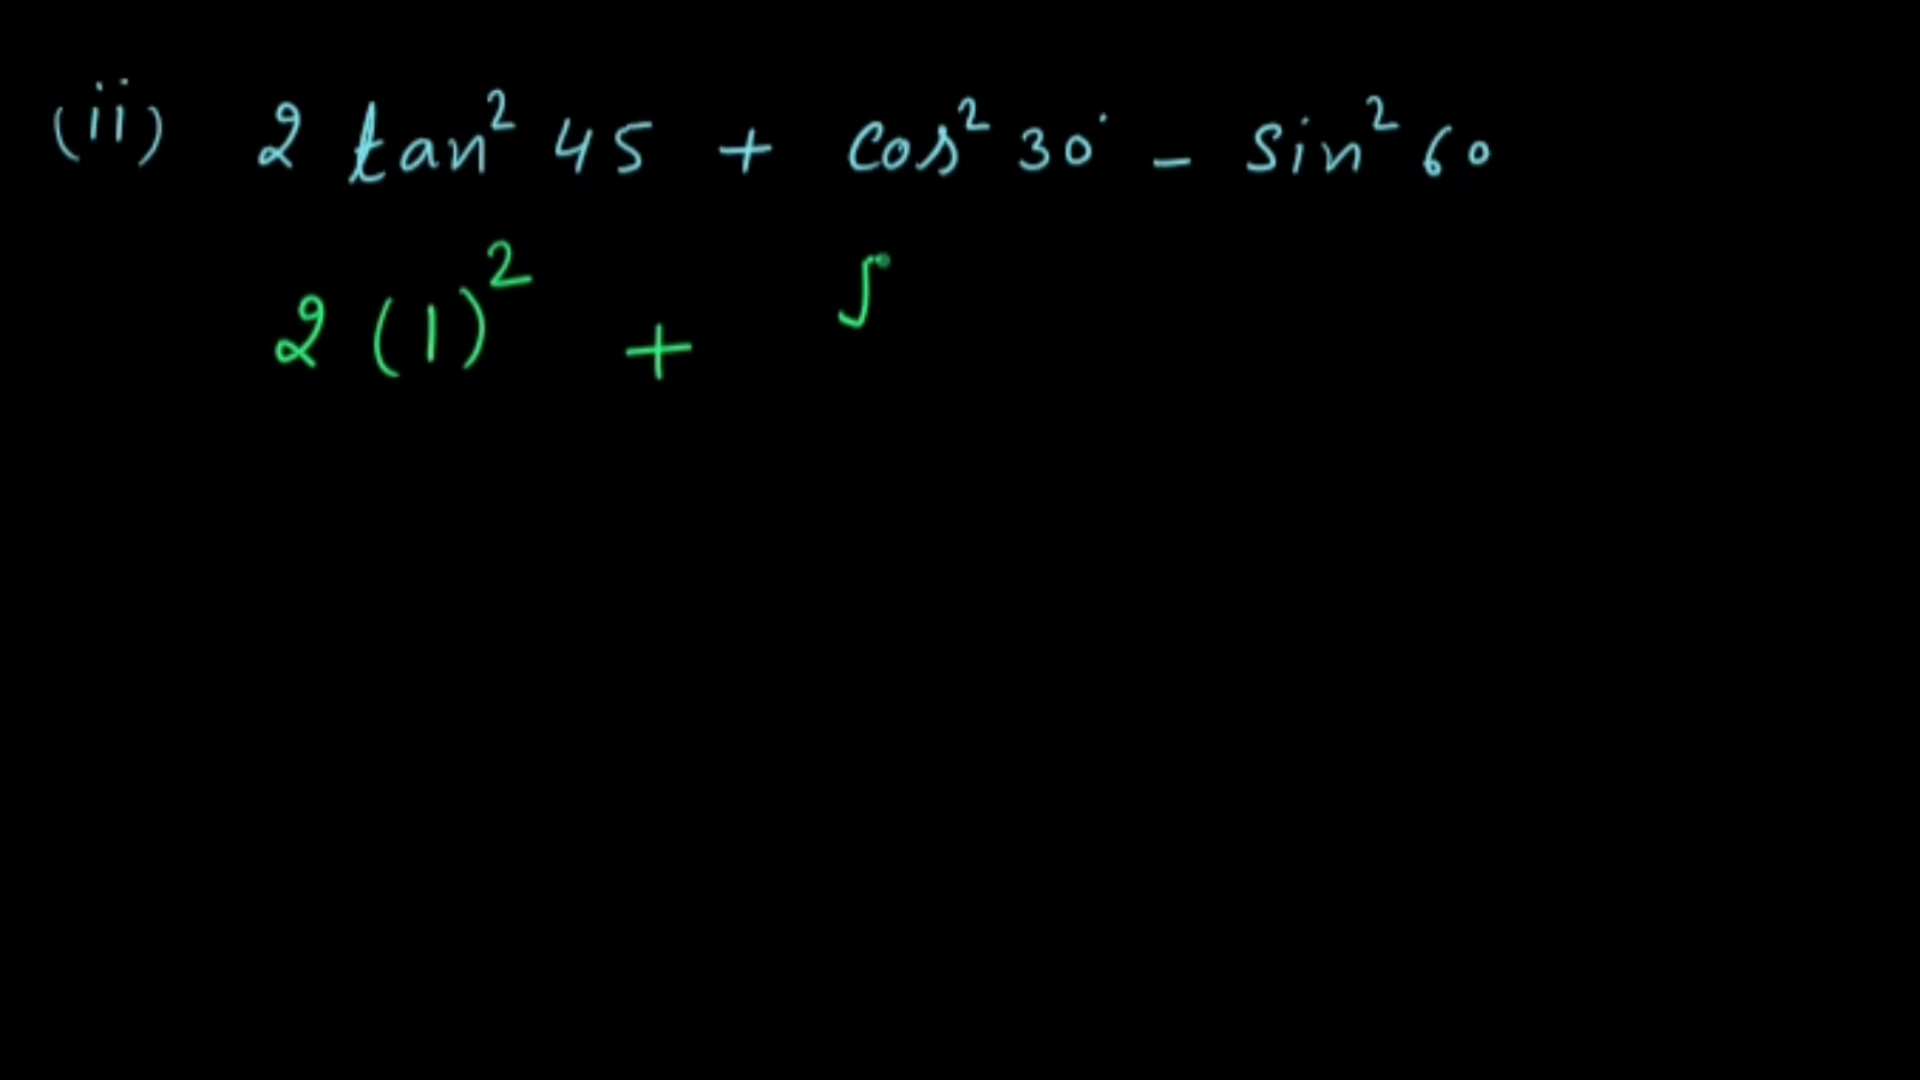 (ii) 2 tan² 45 + cos² 30° - sin² 60
2 (1)² +